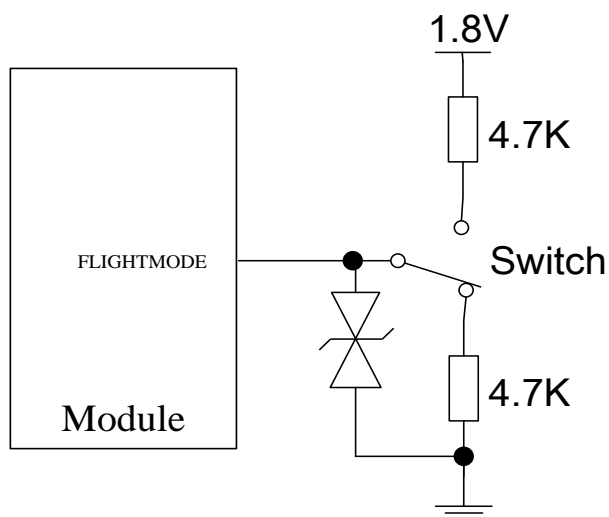 1.8V
4.7K
FLIGHTMODE
Switch
4.7K
Module